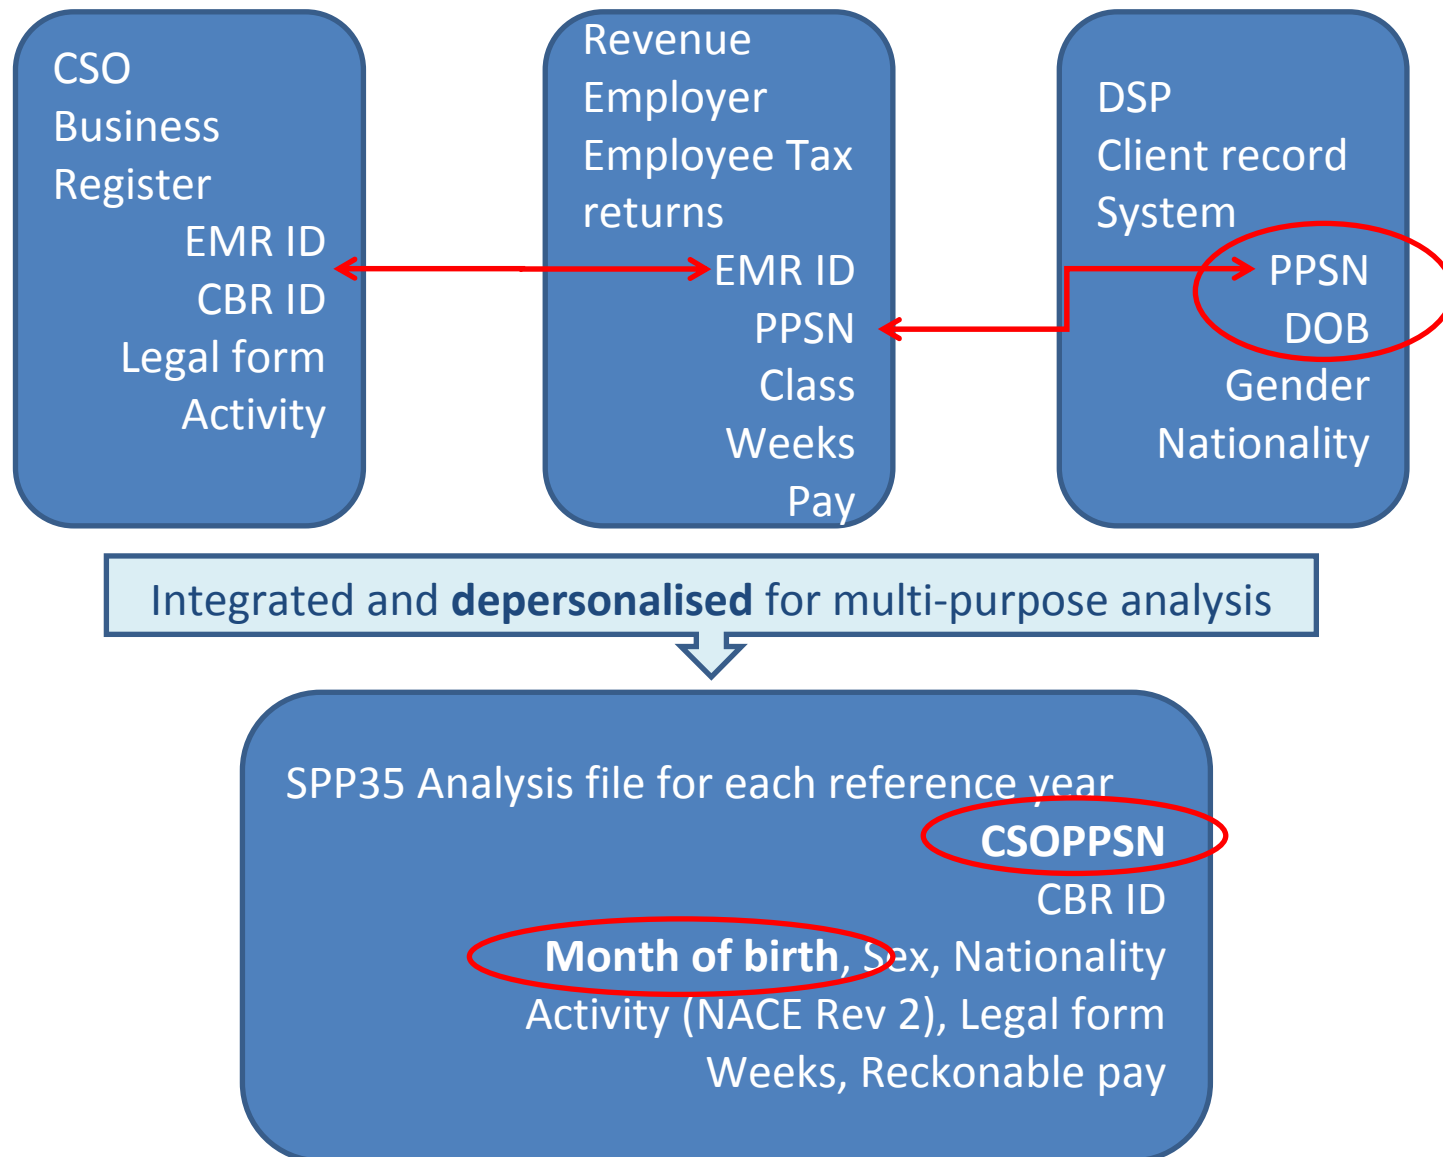 CSO
Business
Register
EMR ID
CBR ID
Legal form
Activity
Revenue
Employer
Employee Tax
returns
EMR ID
PPSN
Class
Weeks
Pay
DSP
Client record
System
PPSN
DOB
Gender
Nationality
Integrated and depersonalised for multi-purpose analysis
SPP35 Analysis file for each reference year
CSOPPSN
CBR ID
Month of birth, Sex, Nationality
Activity (NACE Rev 2), Legal form
Weeks, Reckonable pay